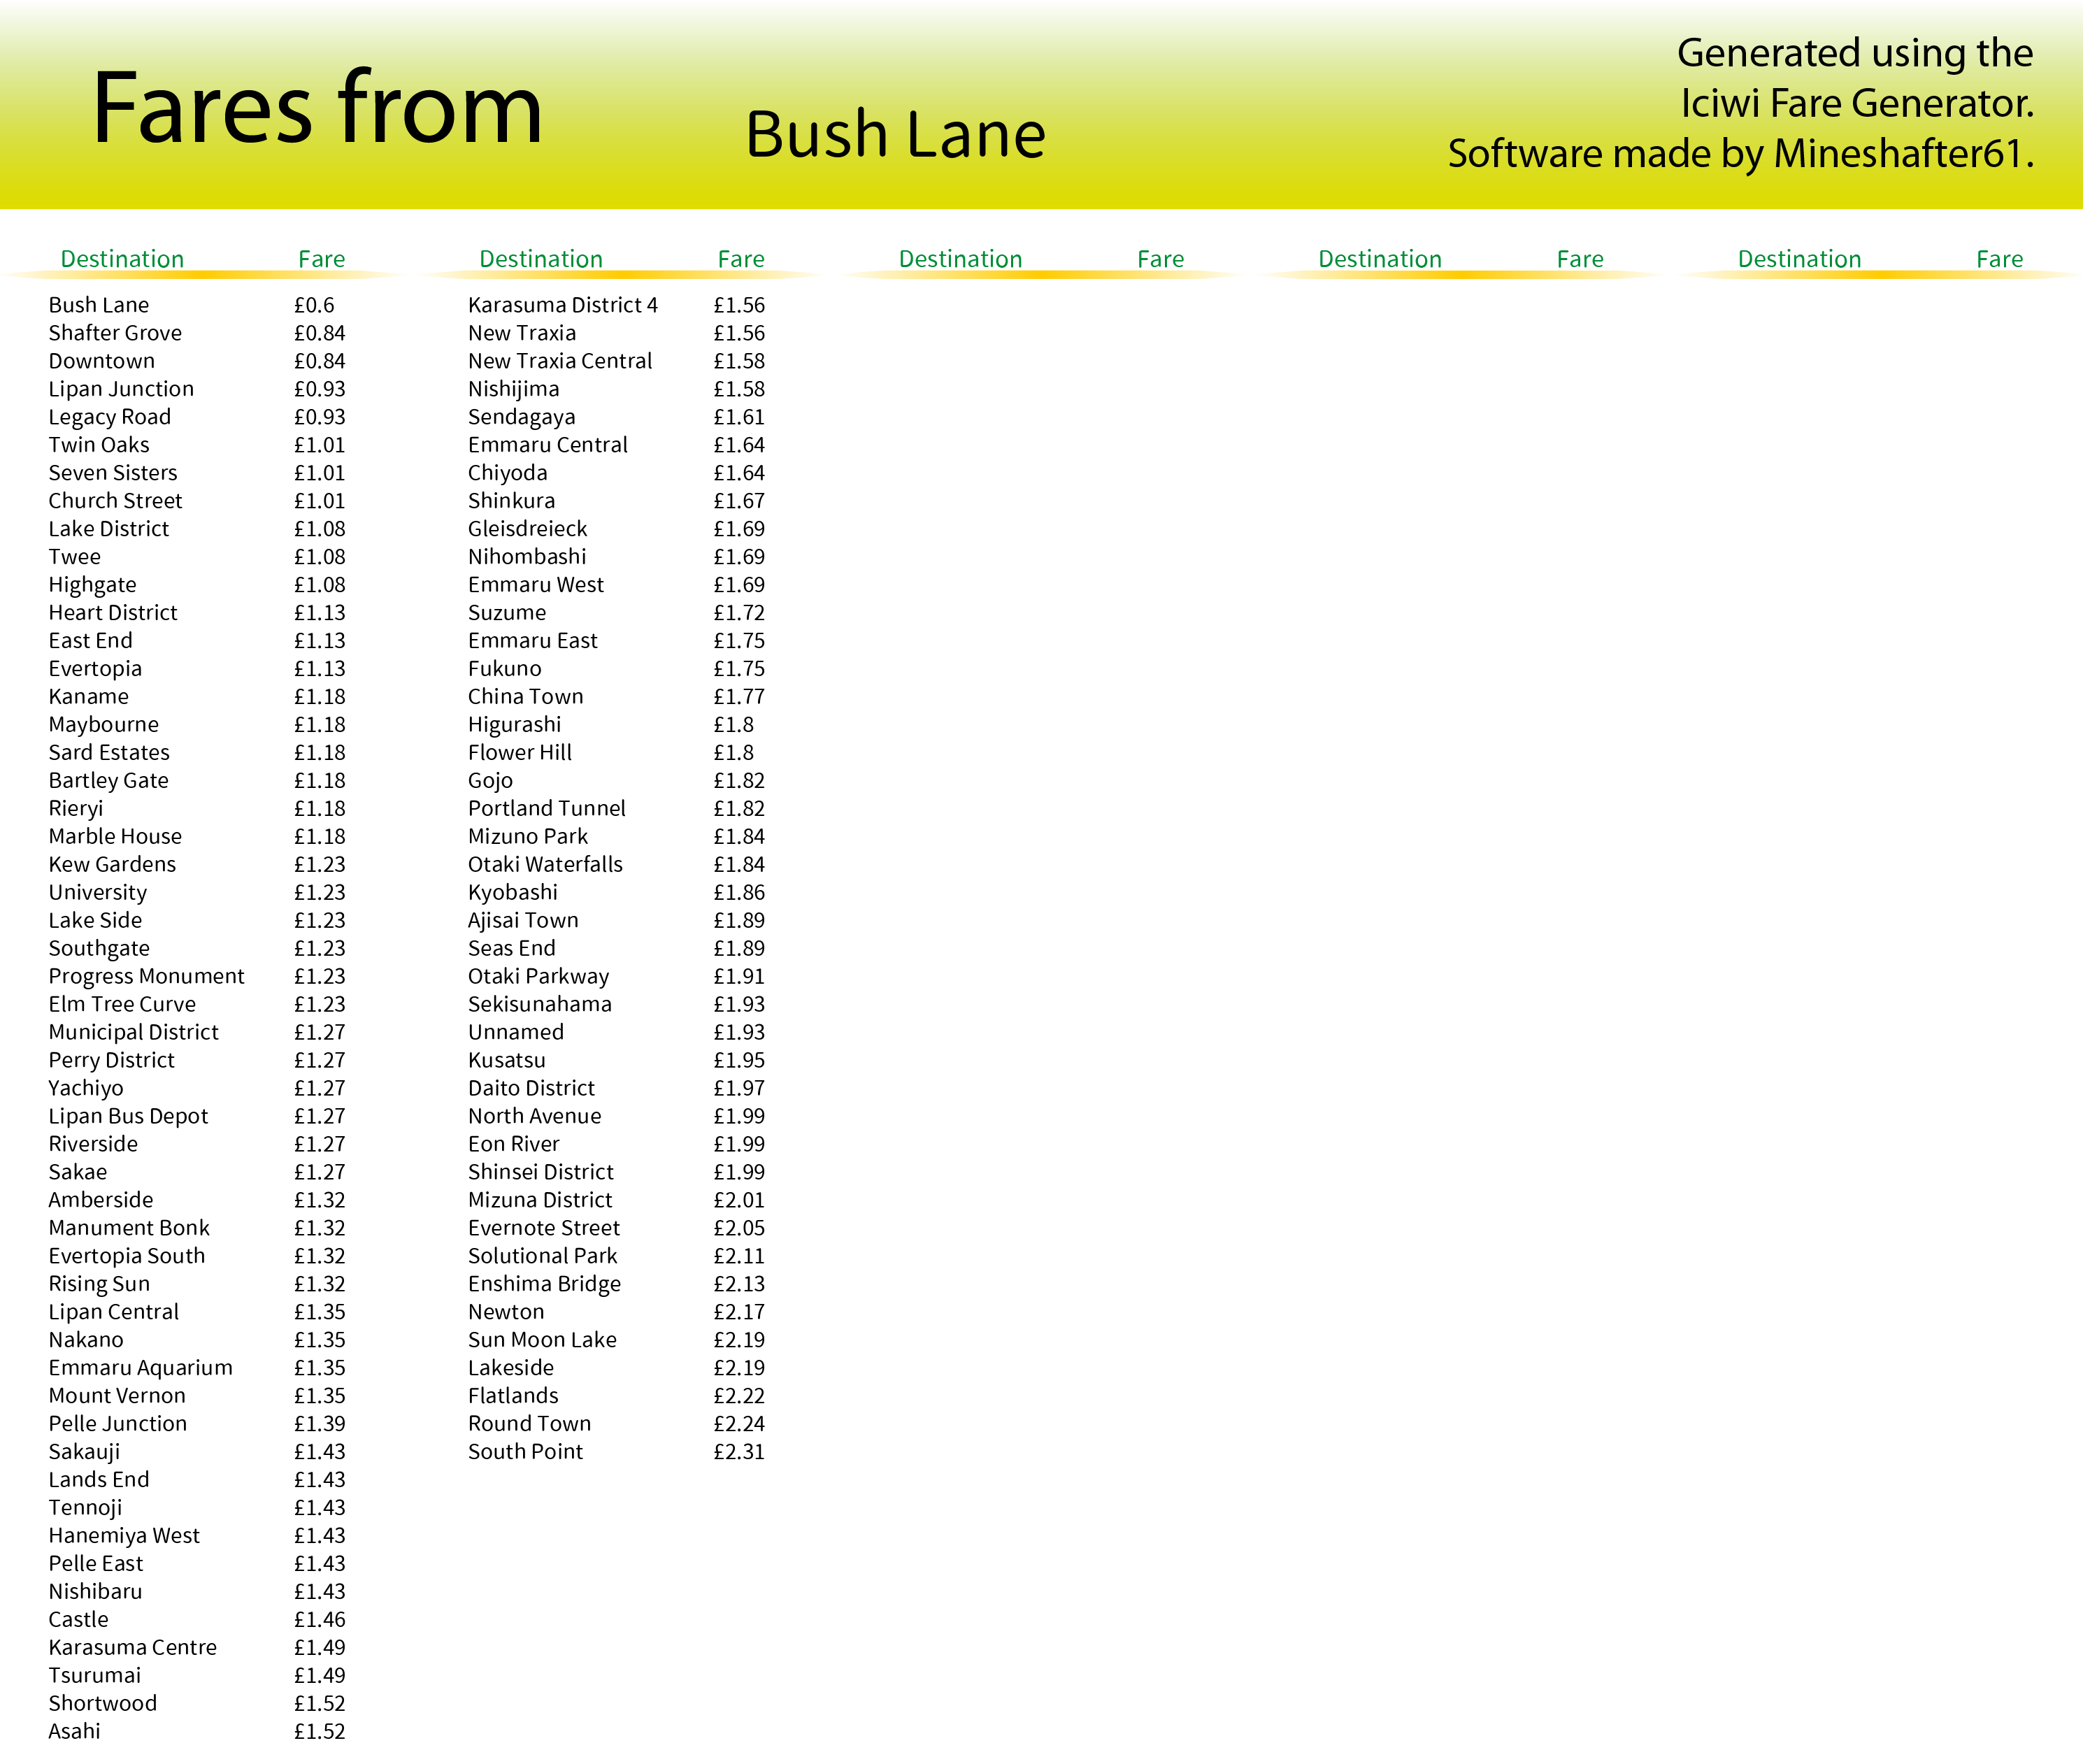 Fares from
Bush Lane
Generated using the
Iciwi Fare Generator.
Software made by Mineshafter61.
Destination Fare Destination Fare Destination Fare Destination Fare Destination Fare
Bush Lane £0.6
Shafter Grove £0.84
Downtown £0.84
Lipan Junction £0.93
Legacy Road £0.93
Twin Oaks £1.01
Seven Sisters £1.01
Church Street £1.01
Lake District £1.08
Twee £1.08
Highgate £1.08
Heart District £1.13
East End £1.13
Evertopia £1.13
Kaname £1.18
Maybourne £1.18
Sard Estates £1.18
Bartley Gate £1.18
Rieryi £1.18
Marble House £1.18
Kew Gardens £1.23
University £1.23
Lake Side £1.23
Southgate £1.23
Progress Monument £1.23
Elm Tree Curve £1.23
Municipal District £1.27
Perry District £1.27
Yachiyo £1.27
Lipan Bus Depot £1.27
Riverside £1.27
Sakae £1.27
Amberside £1.32
Manument Bonk £1.32
Evertopia South £1.32
Rising Sun £1.32
Lipan Central £1.35
Nakano £1.35
Emmaru Aquarium £1.35
Mount Vernon £1.35
Pelle Junction £1.39
Sakauji £1.43
Lands End £1.43
Tennoji £1.43
Hanemiya West £1.43
Pelle East £1.43
Nishibaru £1.43
Castle £1.46
Karasuma Centre £1.49
Tsurumai £1.49
Shortwood £1.52
Asahi £1.52
Karasuma District 4 £1.56
New Traxia £1.56
New Traxia Central £1.58
Nishijima £1.58
Sendagaya £1.61
Emmaru Central £1.64
Chiyoda £1.64
Shinkura £1.67
Gleisdreieck £1.69
Nihombashi £1.69
Emmaru West £1.69
Suzume £1.72
Emmaru East £1.75
Fukuno £1.75
China Town £1.77
Higurashi £1.8
Flower Hill £1.8
Gojo £1.82
Portland Tunnel £1.82
Mizuno Park £1.84
Otaki Waterfalls £1.84
Kyobashi £1.86
Ajisai Town £1.89
Seas End £1.89
Otaki Parkway £1.91
Sekisunahama £1.93
Unnamed £1.93
Kusatsu £1.95
Daito District £1.97
North Avenue £1.99
Eon River £1.99
Shinsei District £1.99
Mizuna District £2.01
Evernote Street £2.05
Solutional Park £2.11
Enshima Bridge £2.13
Newton £2.17
Sun Moon Lake £2.19
Lakeside £2.19
Flatlands £2.22
Round Town £2.24
South Point £2.31